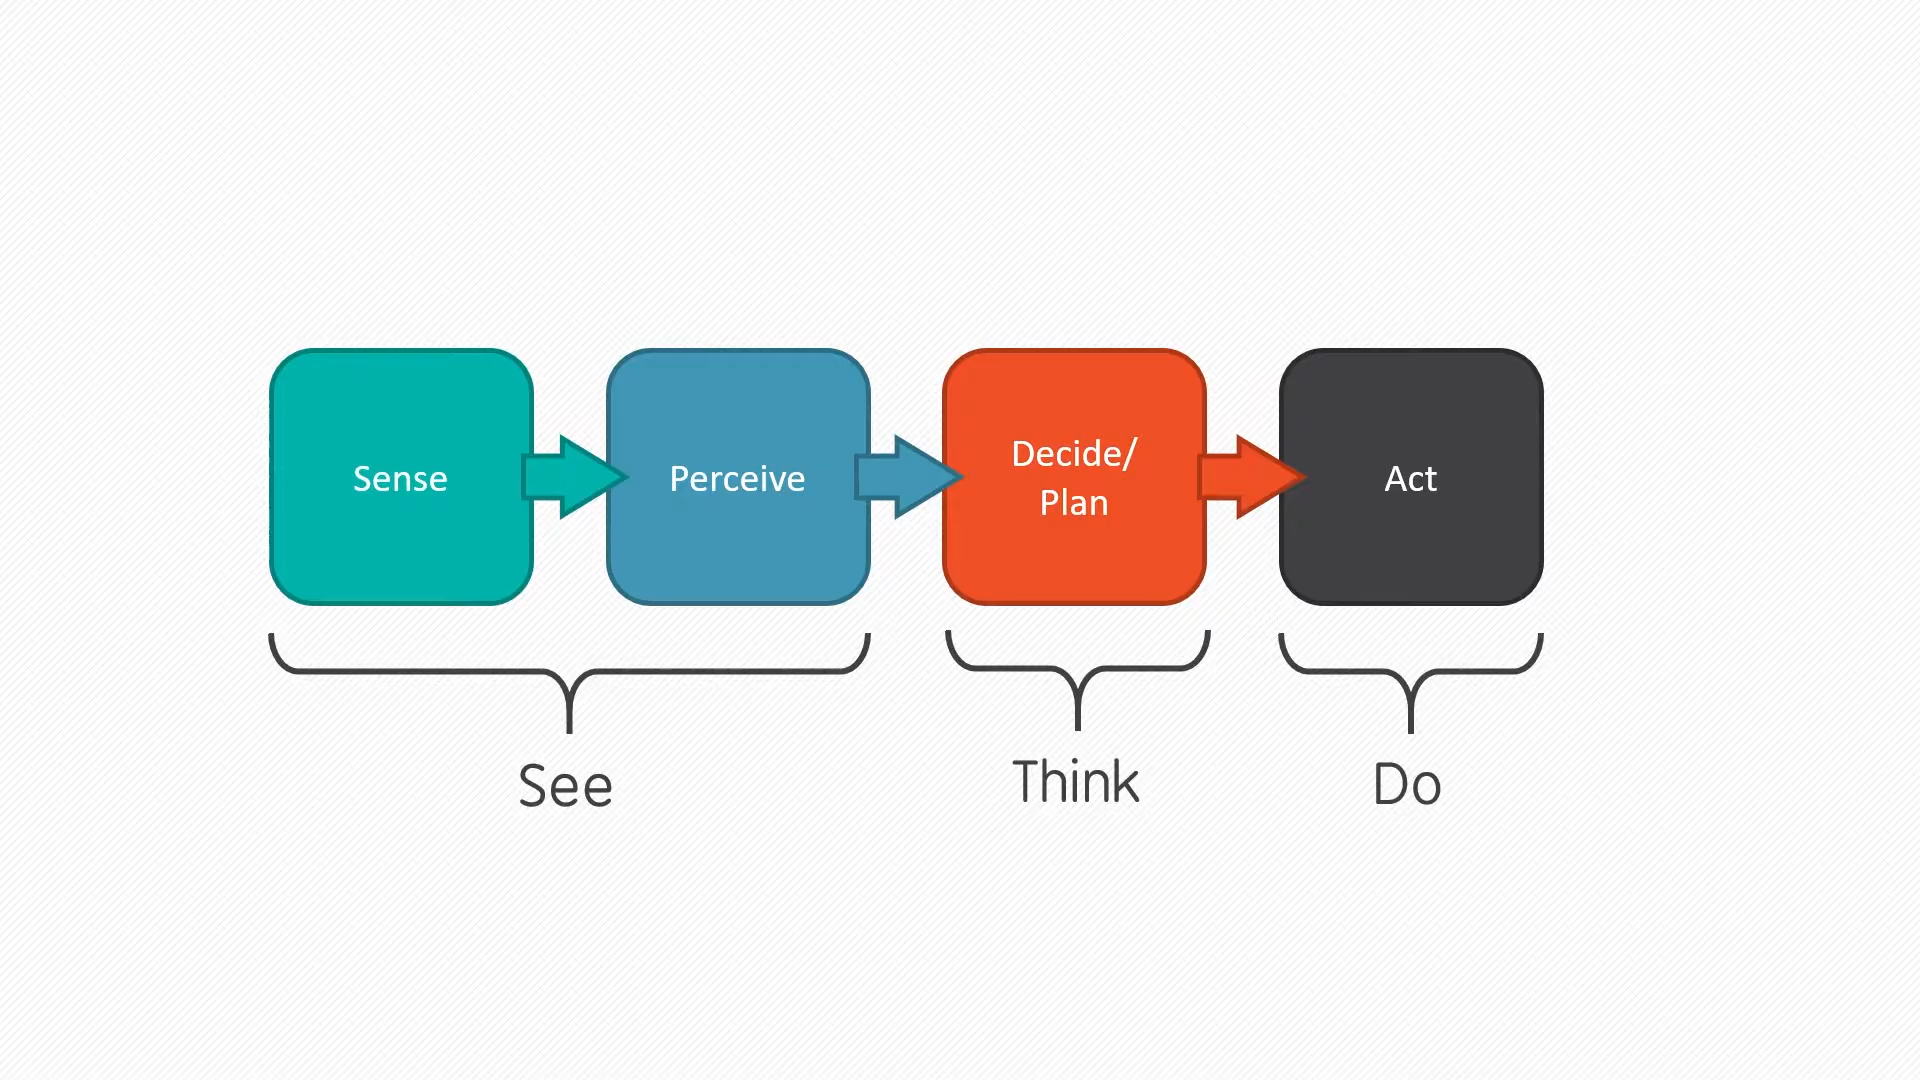 Sense
Perceive
Decide/
Plan
Act
See
Think
Do